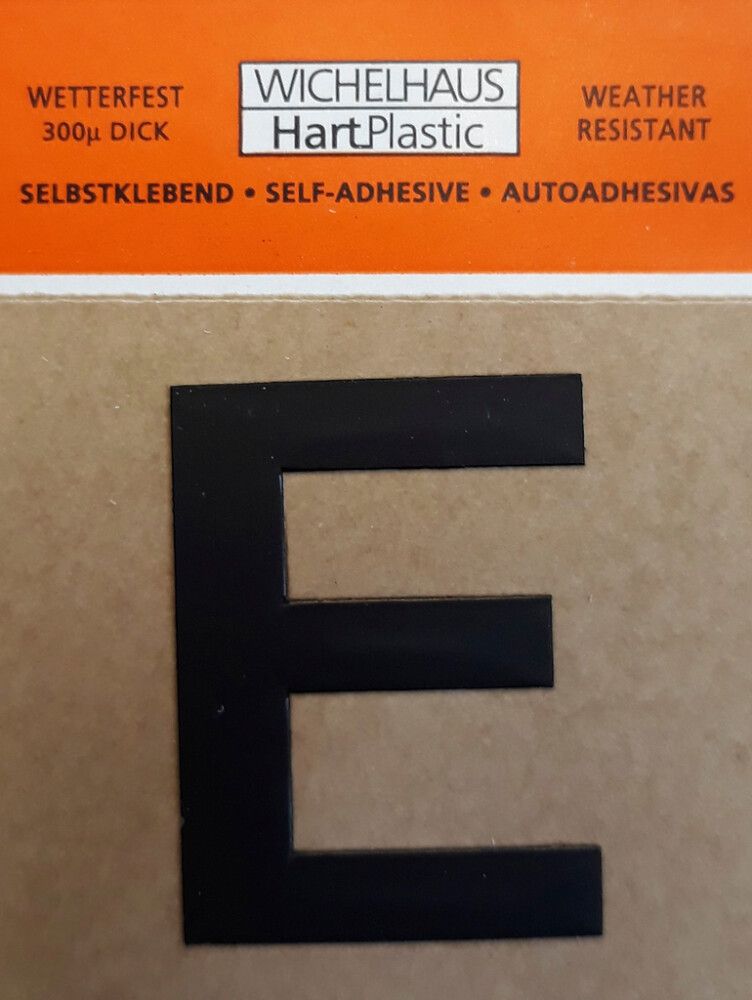 WETTERFEST
300µ DICK
WICHELHAUS
HartPlastic
WEATHER
RESISTANT
SELBSTKLEBEND • SELF-ADHESIVE • AUTOADHESIVAS
E